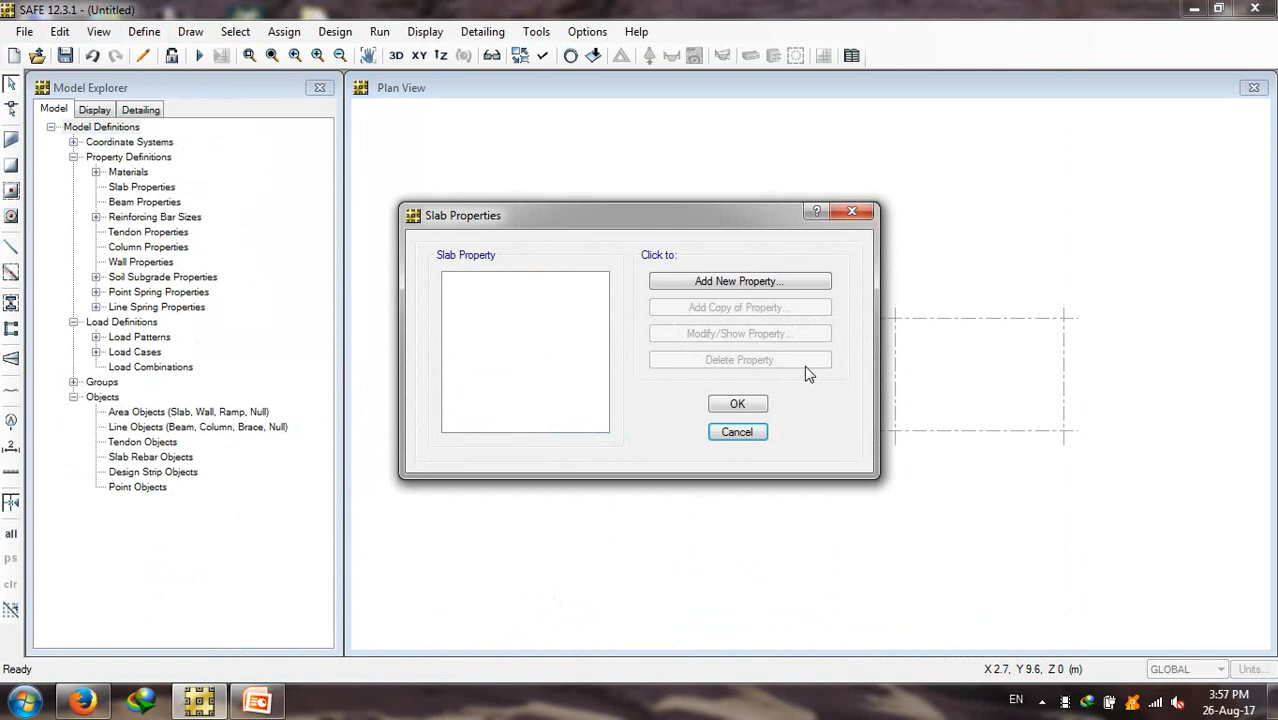 SAFE 12.3.1 - (Untitled)
File Edit View Define Draw Select Assign Design Run Display Detailing Tools Options Help
3D XY
Model Explorer
Plan View
Model Display Detailing
Model Definitions
Coordinate Systems
Property Definitions
Materials
Slab Properties
Beam Properties
Reinforcing Bar Sizes
Tendon Properties
Column Properties
Wall Properties
Soil Subgrade Properties
Point Spring Properties
Line Spring Properties
Load Definitions
Load Patterns
Load Cases
Load Combinations
Groups
Objects
Area Objects (Slab, Wall, Ramp, Null)
Line Objects (Beam, Column, Brace, Null)
Tendon Objects
Slab Rebar Objects
Design Strip Objects
Point Objects
Slab Properties
Slab Property
Click to:
Add New Property...
Add Copy of Property...
Modify/Show Property...
Delete Property
OK
Cancel
all
ps
clr
Ready
X 2.7, Y 9.6, Z 0 (m)
GLOBAL
Units...
EN
3:57 PM
26-Aug-17